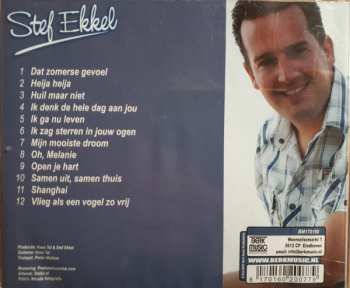 Stef Ekkel
1 Dat zomerse gevoel
2 Heija heija
3 Huil maar niet
4 Ik denk de hele dag aan jou
5 Ik ga nu leven
6 Ik zag sterren in jouw ogen
7 Mijn mooiste droom
8 Oh, Melanie
9 Open je hart
10 Samen uit, samen thuis
11 Shanghai
12 Vlieg als een vogel zo vrij
BERK
MUSIC
WWW.BERKMUSIC.NL